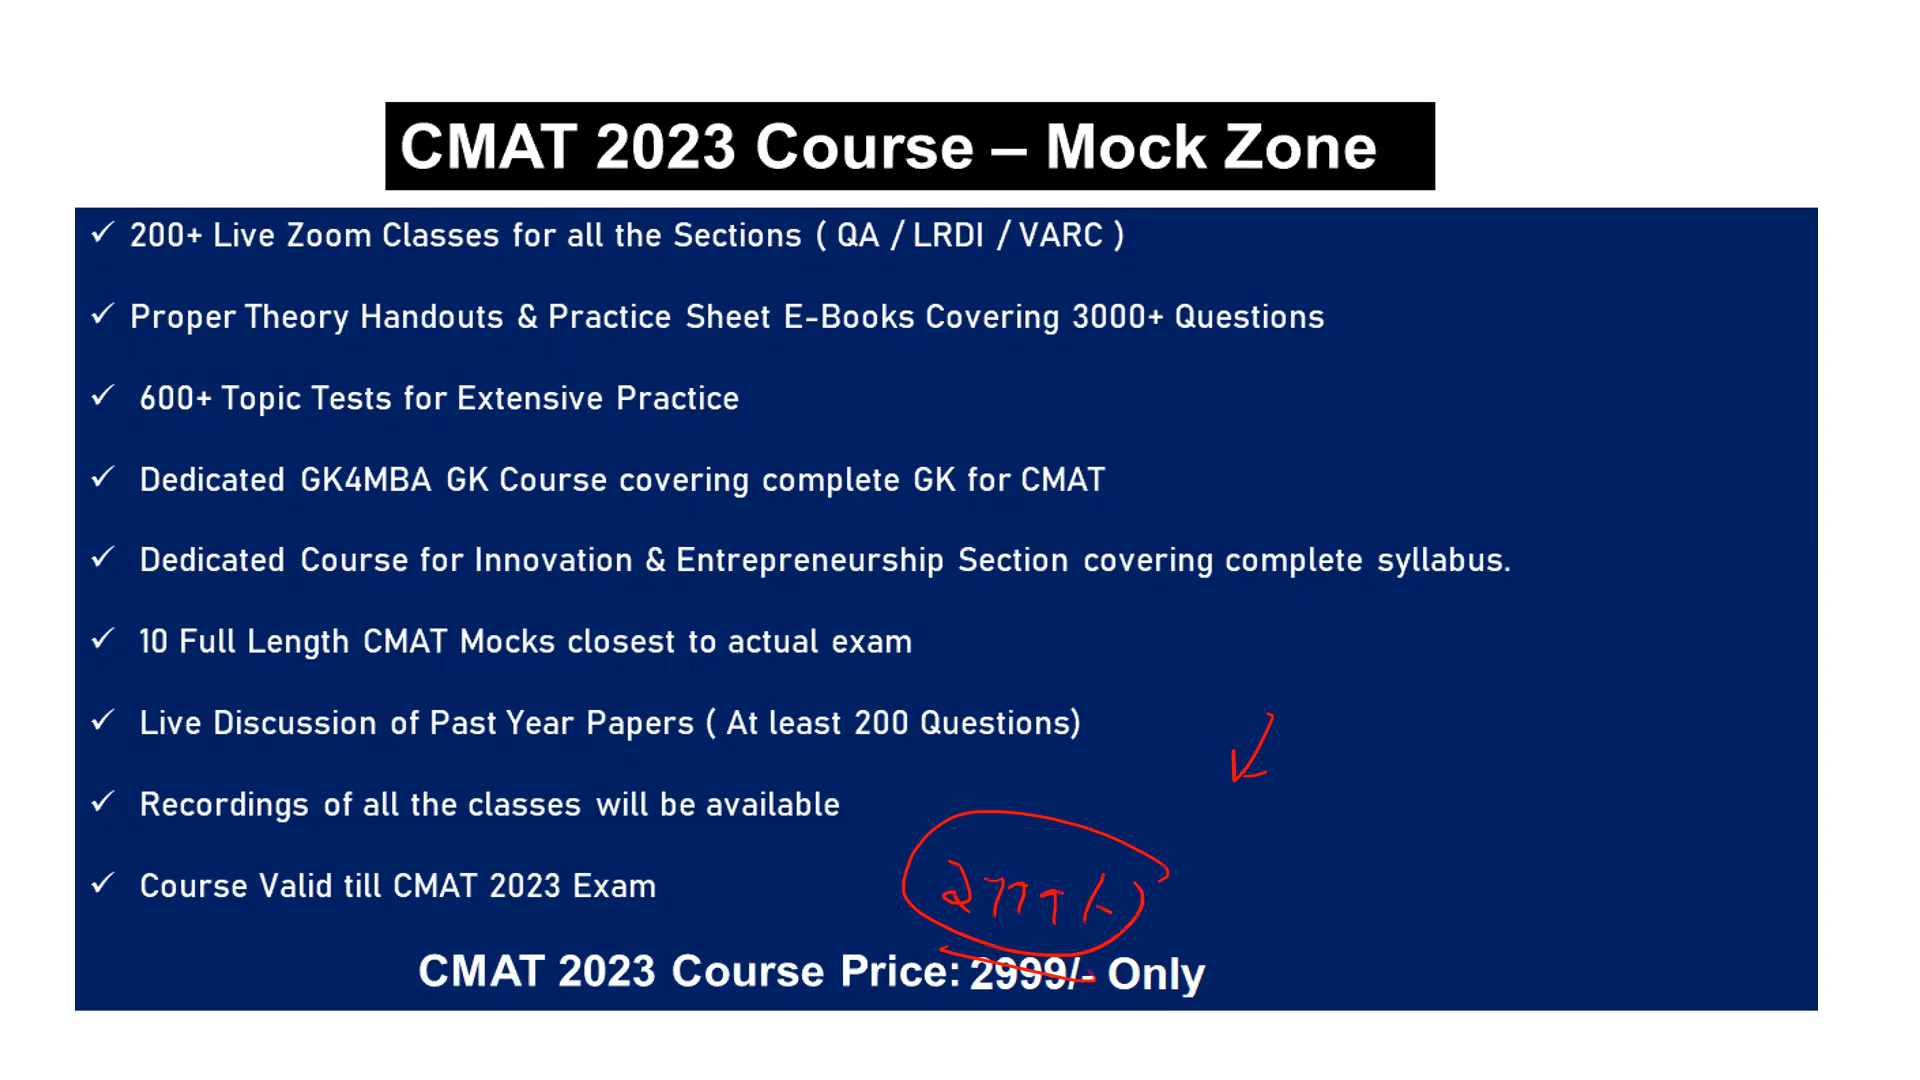 CMAT 2023 Course – Mock Zone
✓ 200+ Live Zoom Classes for all the Sections ( QA / LRDI / VARC )
✓ Proper Theory Handouts & Practice Sheet E-Books Covering 3000+ Questions
✓ 600+ Topic Tests for Extensive Practice
✓ Dedicated GK4MBA GK Course covering complete GK for CMAT
✓ Dedicated Course for Innovation & Entrepreneurship Section covering complete syllabus.
✓ 10 Full Length CMAT Mocks closest to actual exam
✓ Live Discussion of Past Year Papers ( At least 200 Questions)
✓ Recordings of all the classes will be available
✓ Course Valid till CMAT 2023 Exam
CMAT 2023 Course Price: 2999/- Only